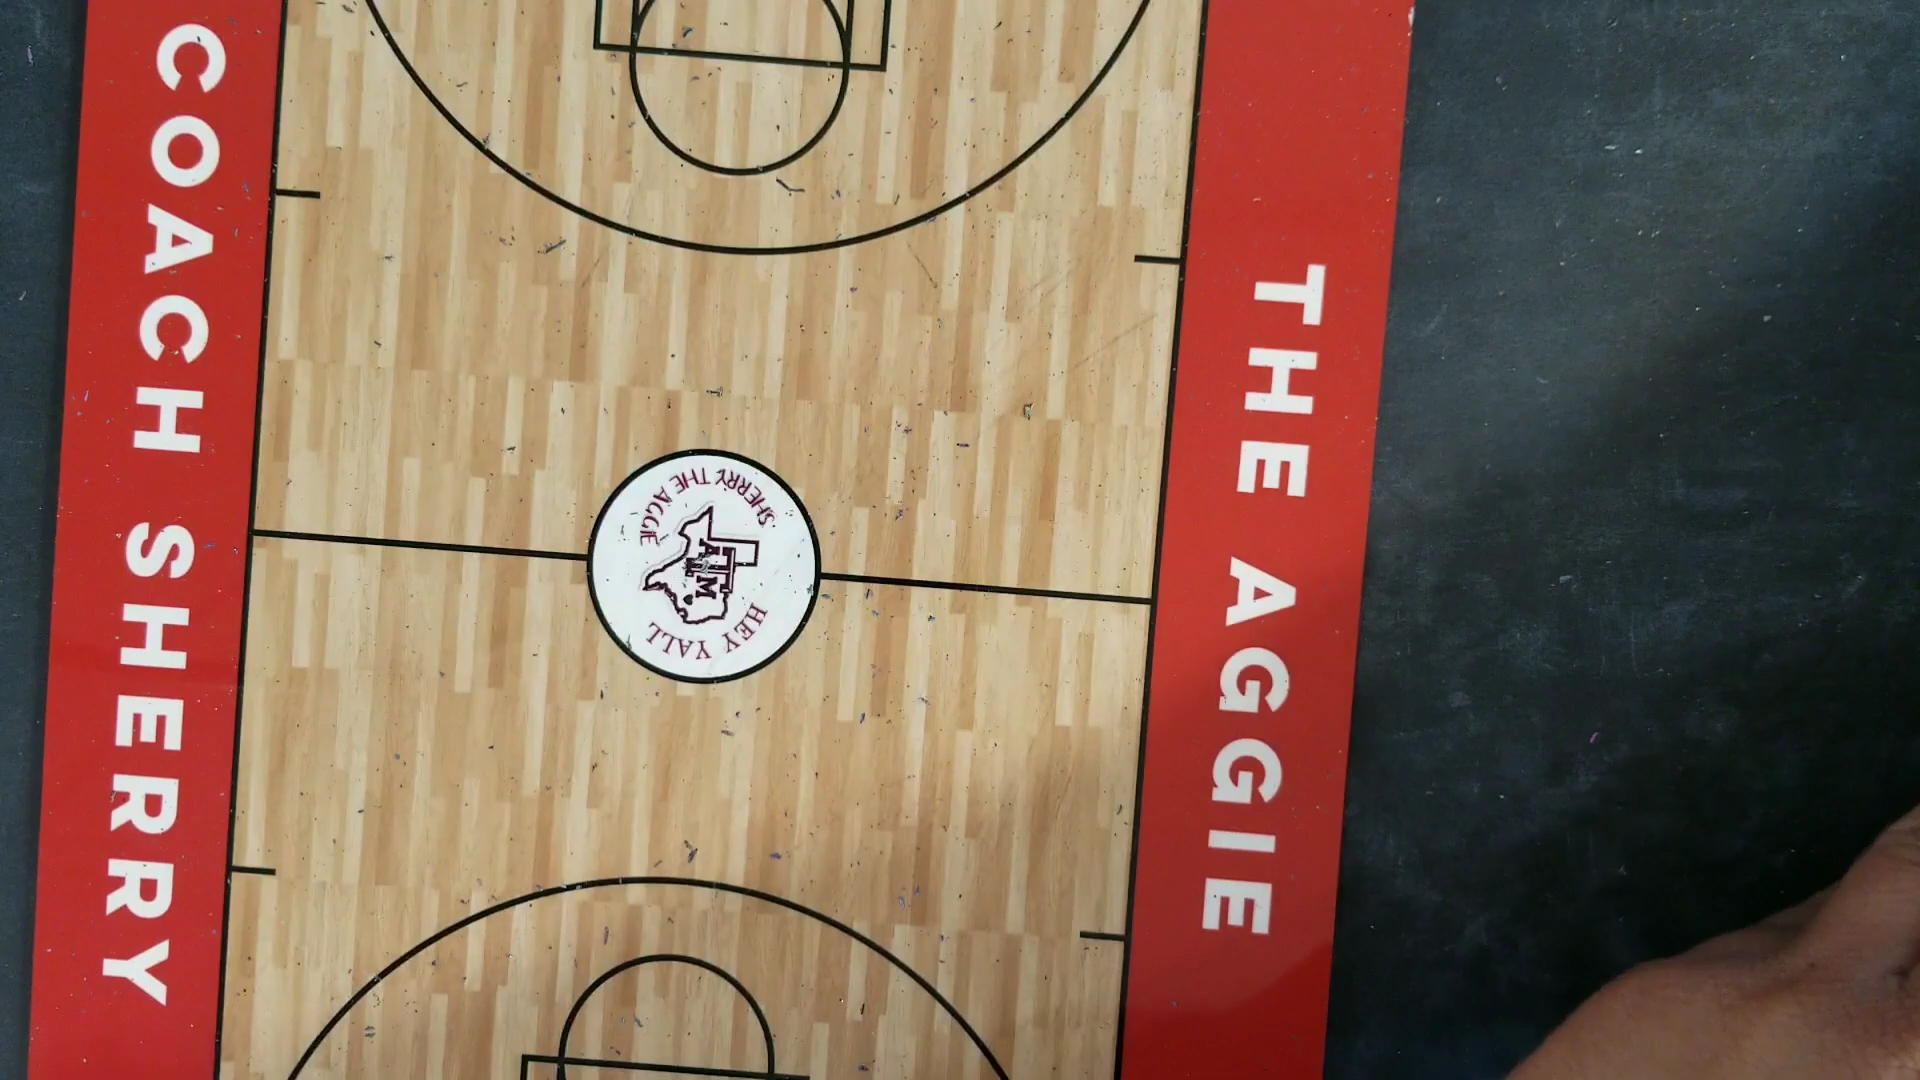 COACH SHERRY
THE AGGIE
SHERRY THE AGGIE
ATM
HEY YALL